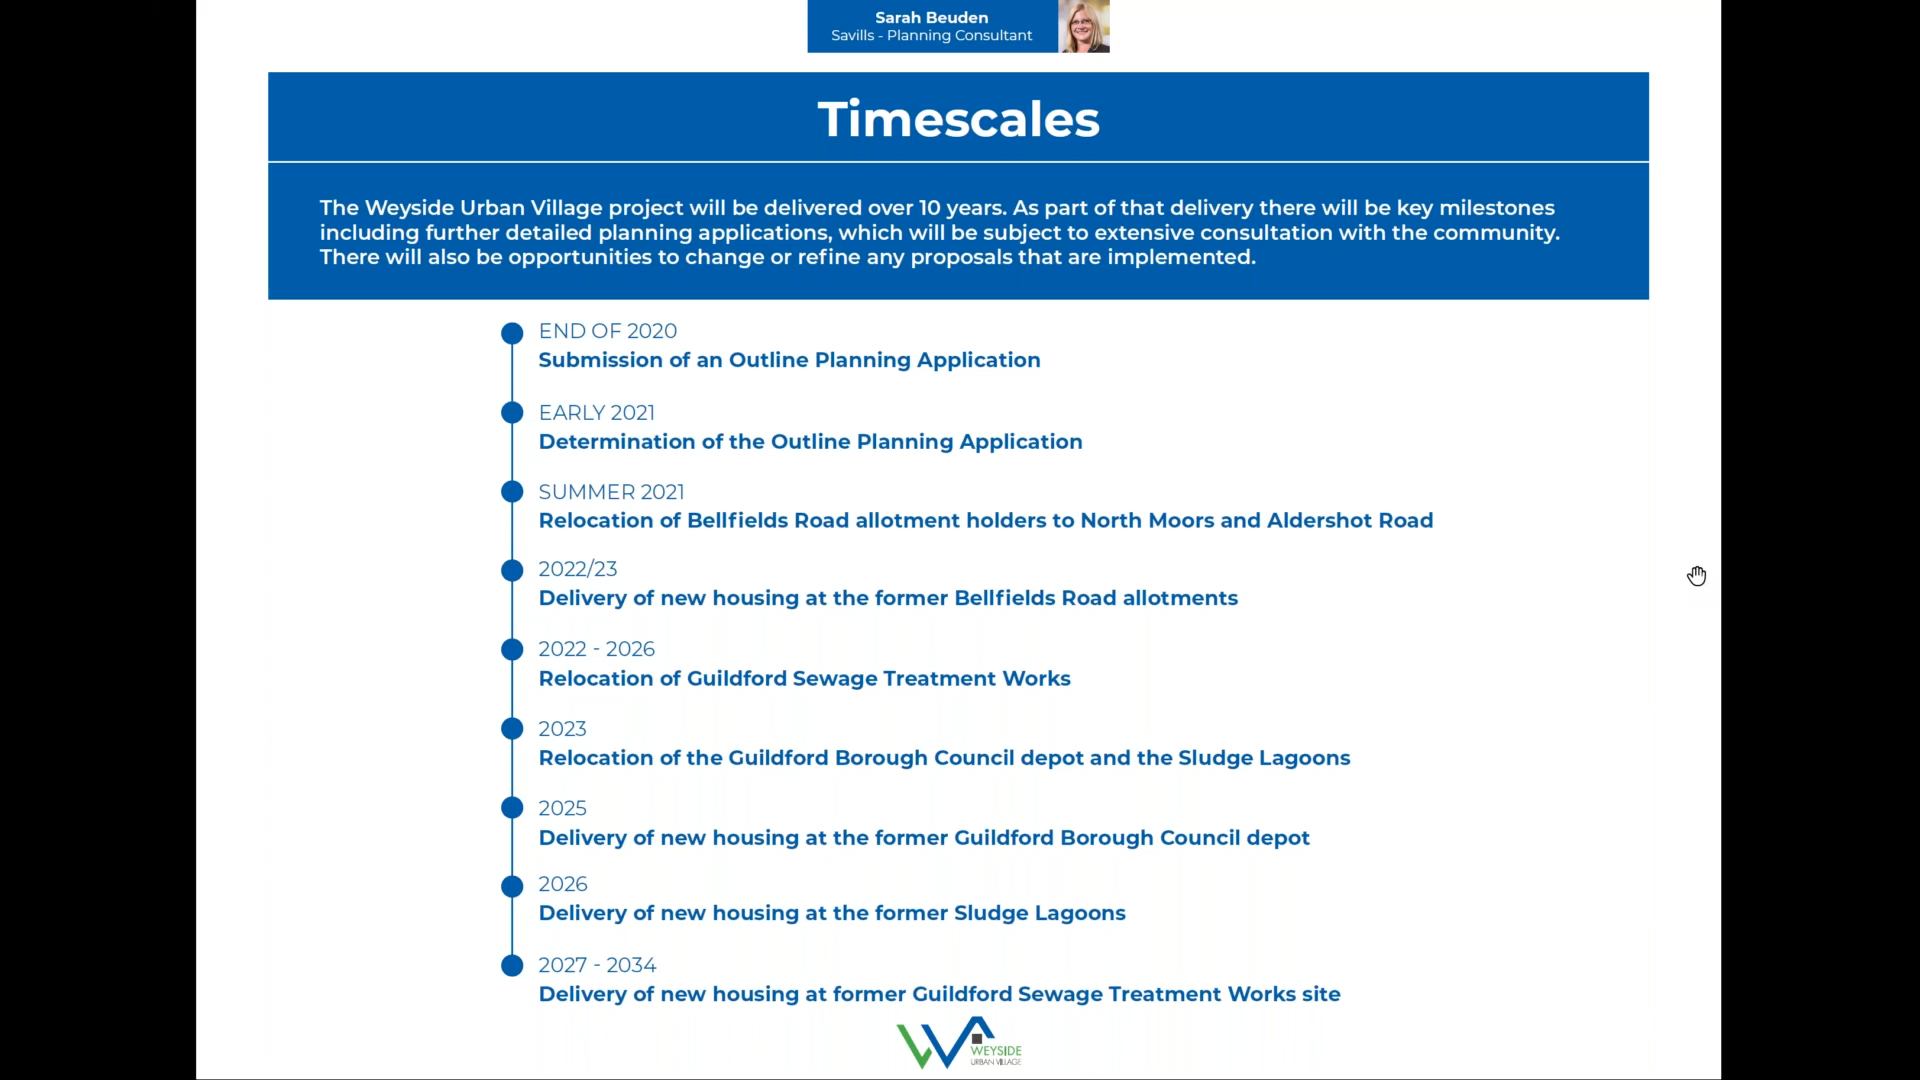 Sarah Beuden
Savills - Planning Consultant
Timescales
The Weyside Urban Village project will be delivered over 10 years. As part of that delivery there will be key milestones
including further detailed planning applications, which will be subject to extensive consultation with the community.
There will also be opportunities to change or refine any proposals that are implemented.
END OF 2020
Submission of an Outline Planning Application
EARLY 2021
Determination of the Outline Planning Application
SUMMER 2021
Relocation of Bellfields Road allotment holders to North Moors and Aldershot Road
2022/23
Delivery of new housing at the former Bellfields Road allotments
2022 - 2026
Relocation of Guildford Sewage Treatment Works
2023
Relocation of the Guildford Borough Council depot and the Sludge Lagoons
2025
Delivery of new housing at the former Guildford Borough Council depot
2026
Delivery of new housing at the former Sludge Lagoons
2027 - 2034
Delivery of new housing at former Guildford Sewage Treatment Works site
WEYSIDE
URBAN VILLAGE